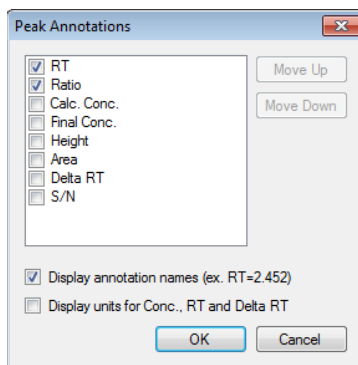 Peak Annotations
RT
Ratio
Calc. Conc.
Final Conc.
Height
Area
Delta RT
S/N
Move Up
Move Down
Display annotation names (ex. RT=2.452)
Display units for Conc., RT and Delta RT
OK
Cancel